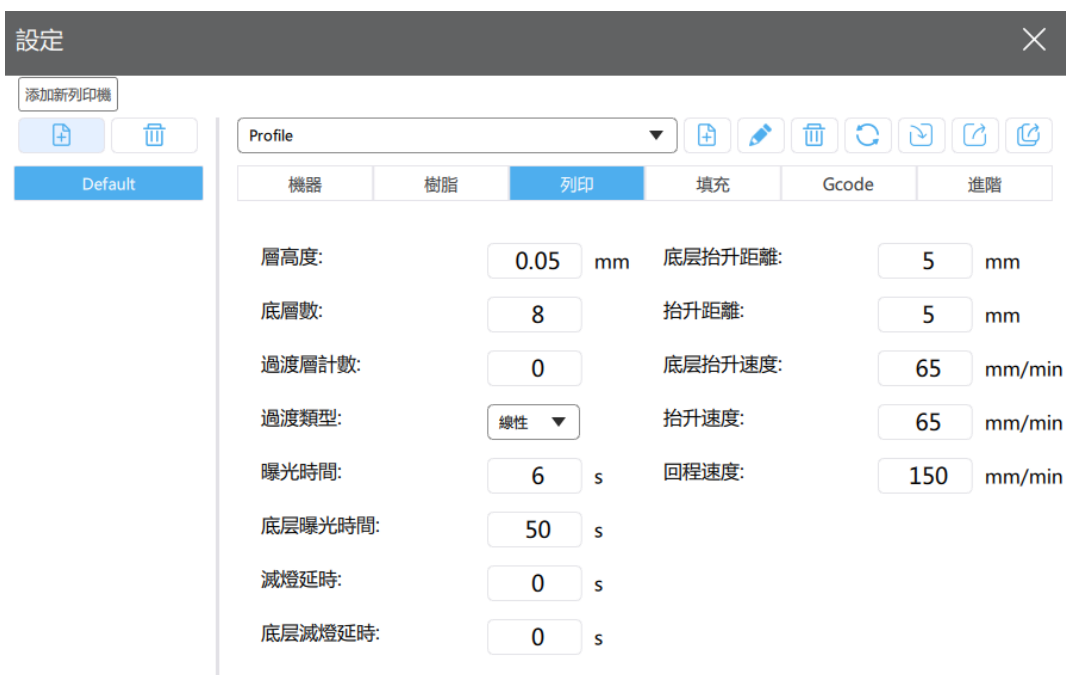 設定
添加新列印機
Profile
Default
機器 樹脂 列印 填充 Gcode 進階
層高度: 0.05 mm 底层抬升距離: 5 mm
底層數: 8 抬升距離: 5 mm
過渡層計數: 0 底层抬升速度: 65 mm/min
過渡類型: 線性 抬升速度: 65 mm/min
曝光時間: 6 s 回程速度: 150 mm/min
底层曝光時間: 50 s
滅燈延時: 0 s
底层滅燈延時: 0 s